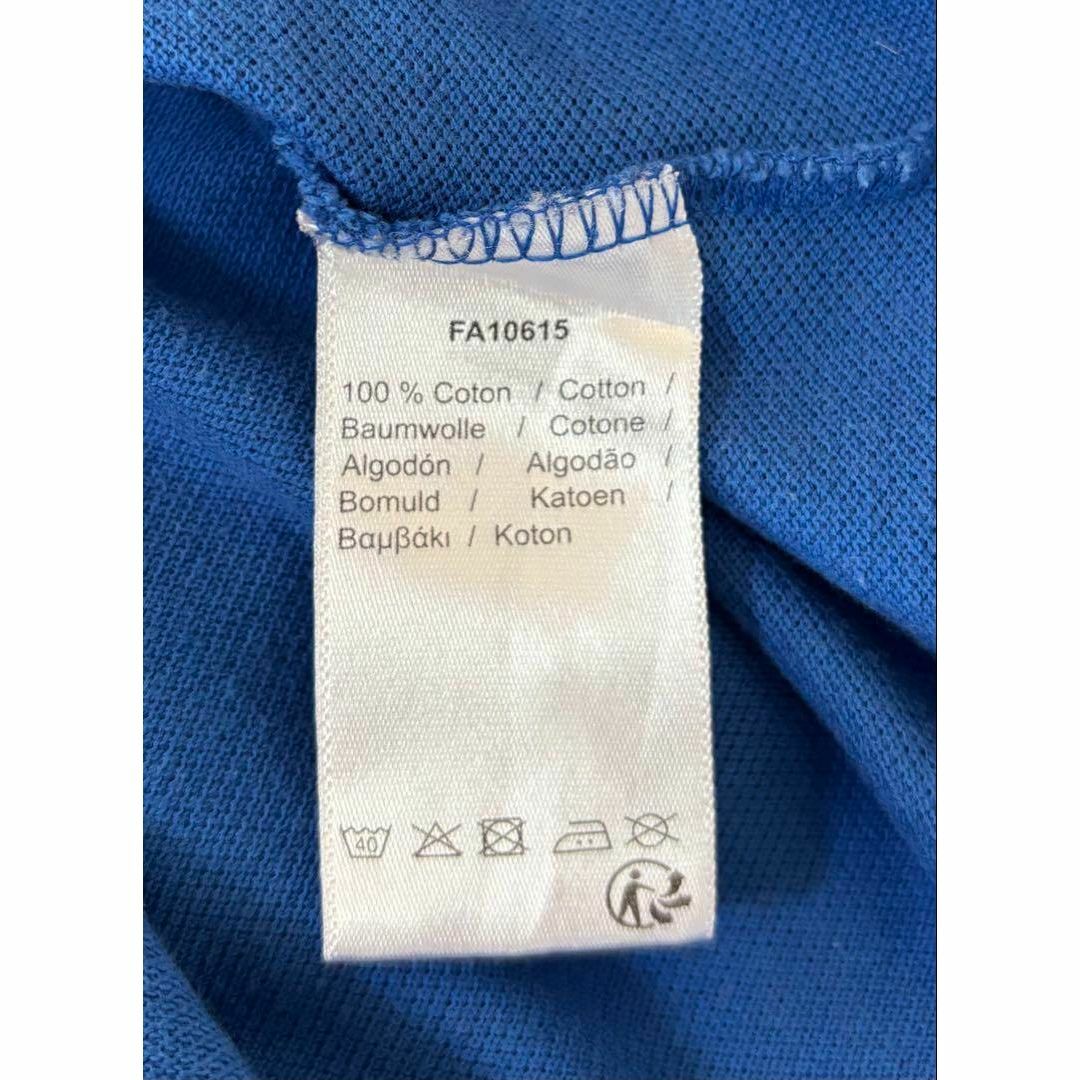 FA10615
100 % Coton / Cotton /
Baumwolle / Cotone /
Algodón / Algodão /
Bomuld / Katoen /
Βαμβάκι / Koton
40